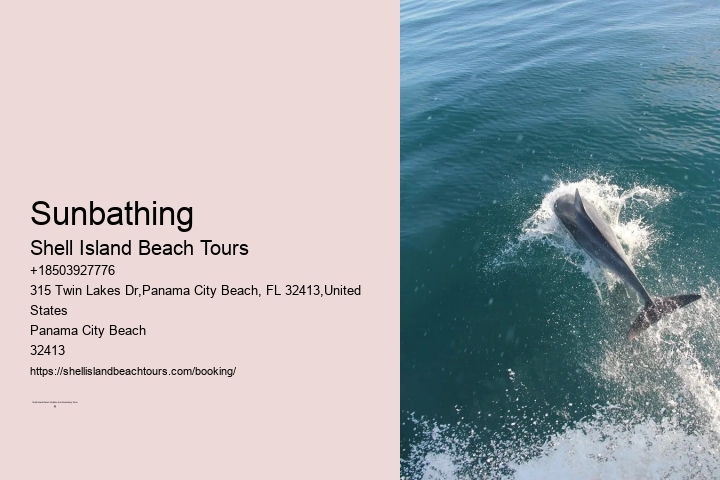 Sunbathing
Shell Island Beach Tours
+18503927776
315 Twin Lakes Dr,Panama City Beach, FL 32413,United
States
Panama City Beach
32413
https://shellislandbeachtours.com/booking/